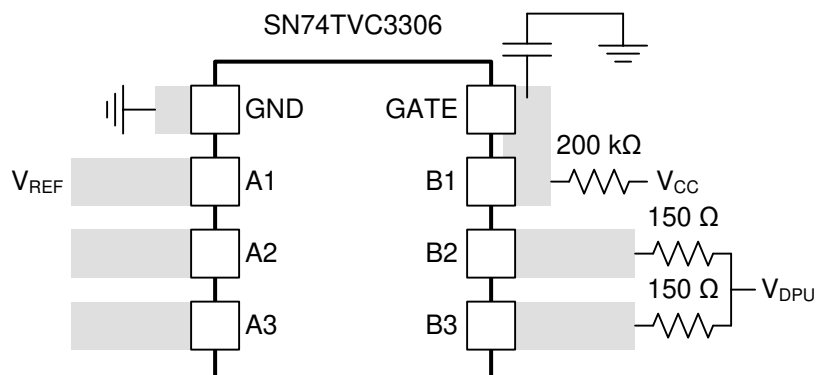 SN74TVC3306
GND GATE
200 kΩ
V_REF A1 B1 V_CC
150 Ω
A2 B2
150 Ω V_DPU
A3 B3